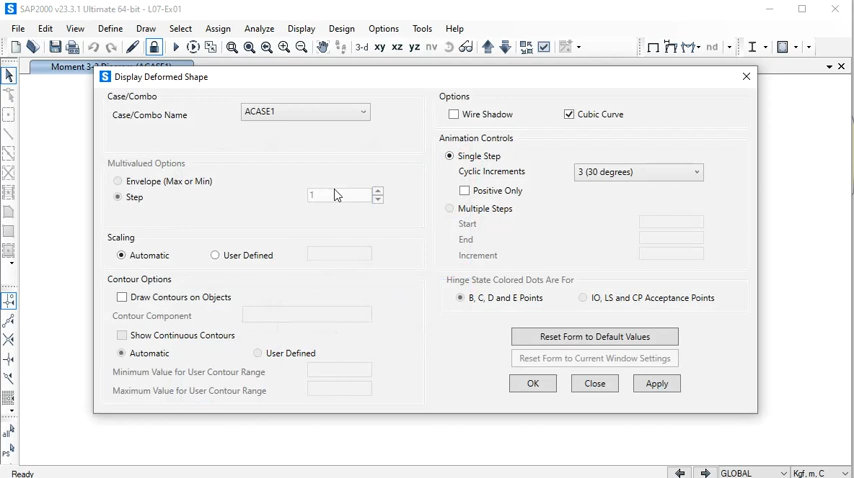 SAP2000 v23.3.1 Ultimate 64-bit - L07-Ex01
File Edit View Define Draw Select Assign Analyze Display Design Options Tools Help
3-d xy xz yz nv nd
Display Deformed Shape
Case/Combo
Case/Combo Name ACASE1
Multivalued Options
Envelope (Max or Min)
Step 1
Scaling
Automatic User Defined
Contour Options
Draw Contours on Objects
Contour Component
Show Continuous Contours
Automatic User Defined
Minimum Value for User Contour Range
Maximum Value for User Contour Range
Options
Wire Shadow Cubic Curve
Animation Controls
Single Step
Cyclic Increments 3 (30 degrees)
Positive Only
Multiple Steps
Start
End
Increment
Hinge State Colored Dots Are For
B, C, D and E Points IO, LS and CP Acceptance Points
Reset Form to Default Values
Reset Form to Current Window Settings
OK Close Apply
all
PS
Ready GLOBAL Kgf, m, C